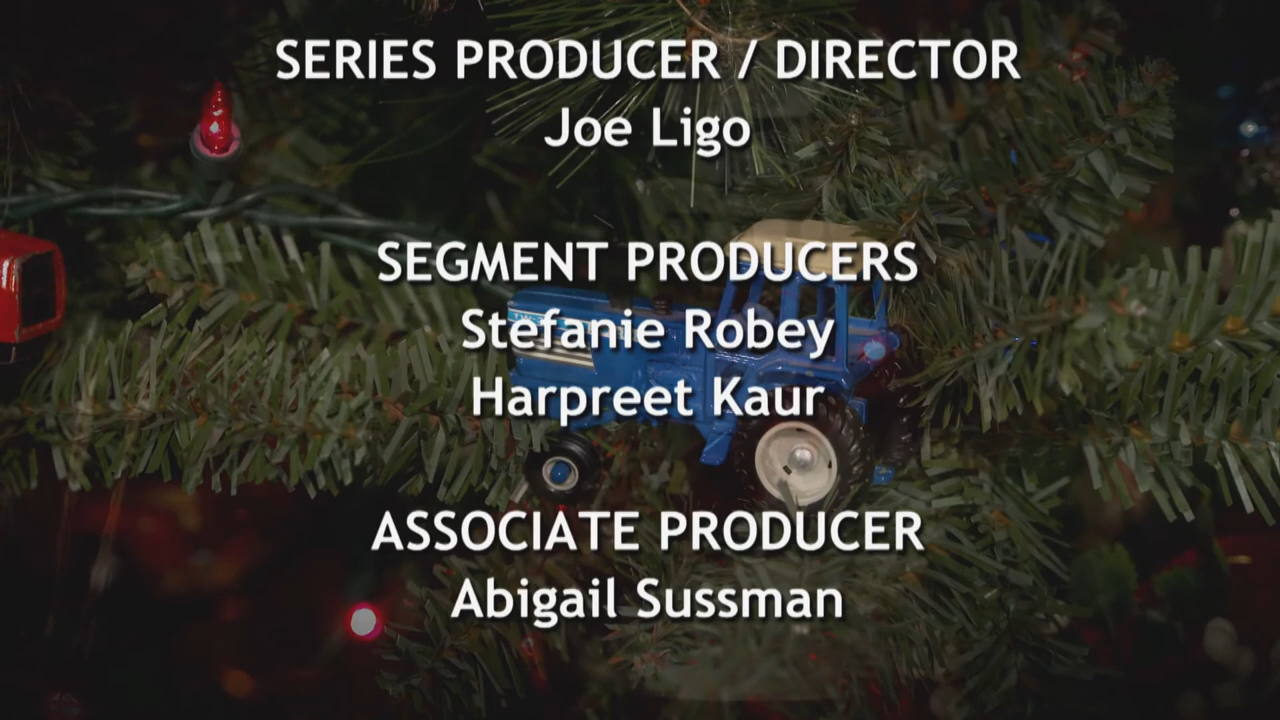 SERIES PRODUCER / DIRECTOR
Joe Ligo
SEGMENT PRODUCERS
Stefanie Robey
Harpreet Kaur
ASSOCIATE PRODUCER
Abigail Sussman